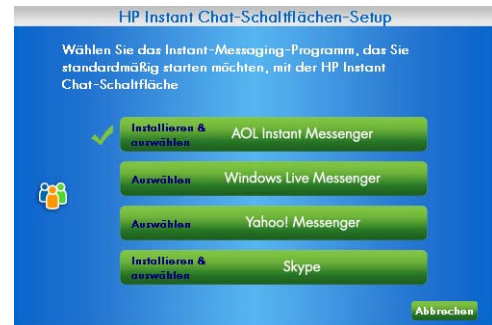 HP Instant Chat-Schaltflächen-Setup
Wählen Sie das Instant-Messaging-Programm, das Sie
standardmäßig starten möchten, mit der HP Instant
Chat-Schaltfläche
Installieren &
auswählen
AOL Instant Messenger
Auswählen
Windows Live Messenger
Auswählen
Yahoo! Messenger
Installieren &
auswählen
Skype
Abbrechen